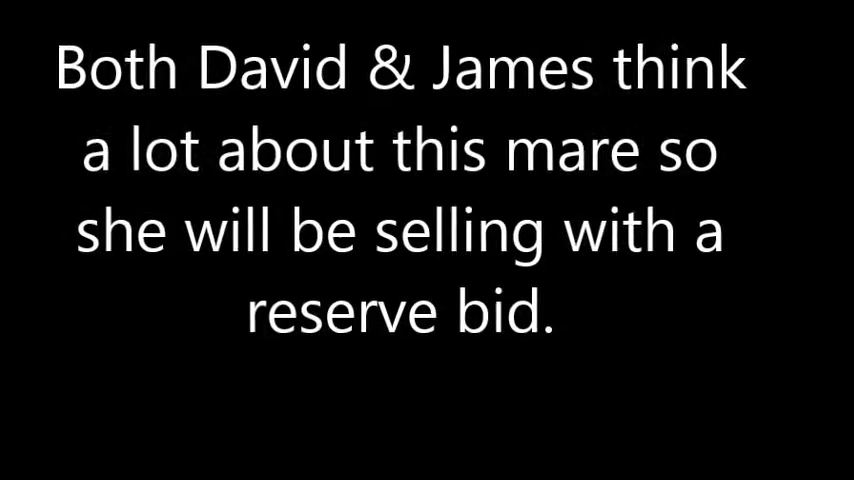 Both David & James think
a lot about this mare so
she will be selling with a
reserve bid.